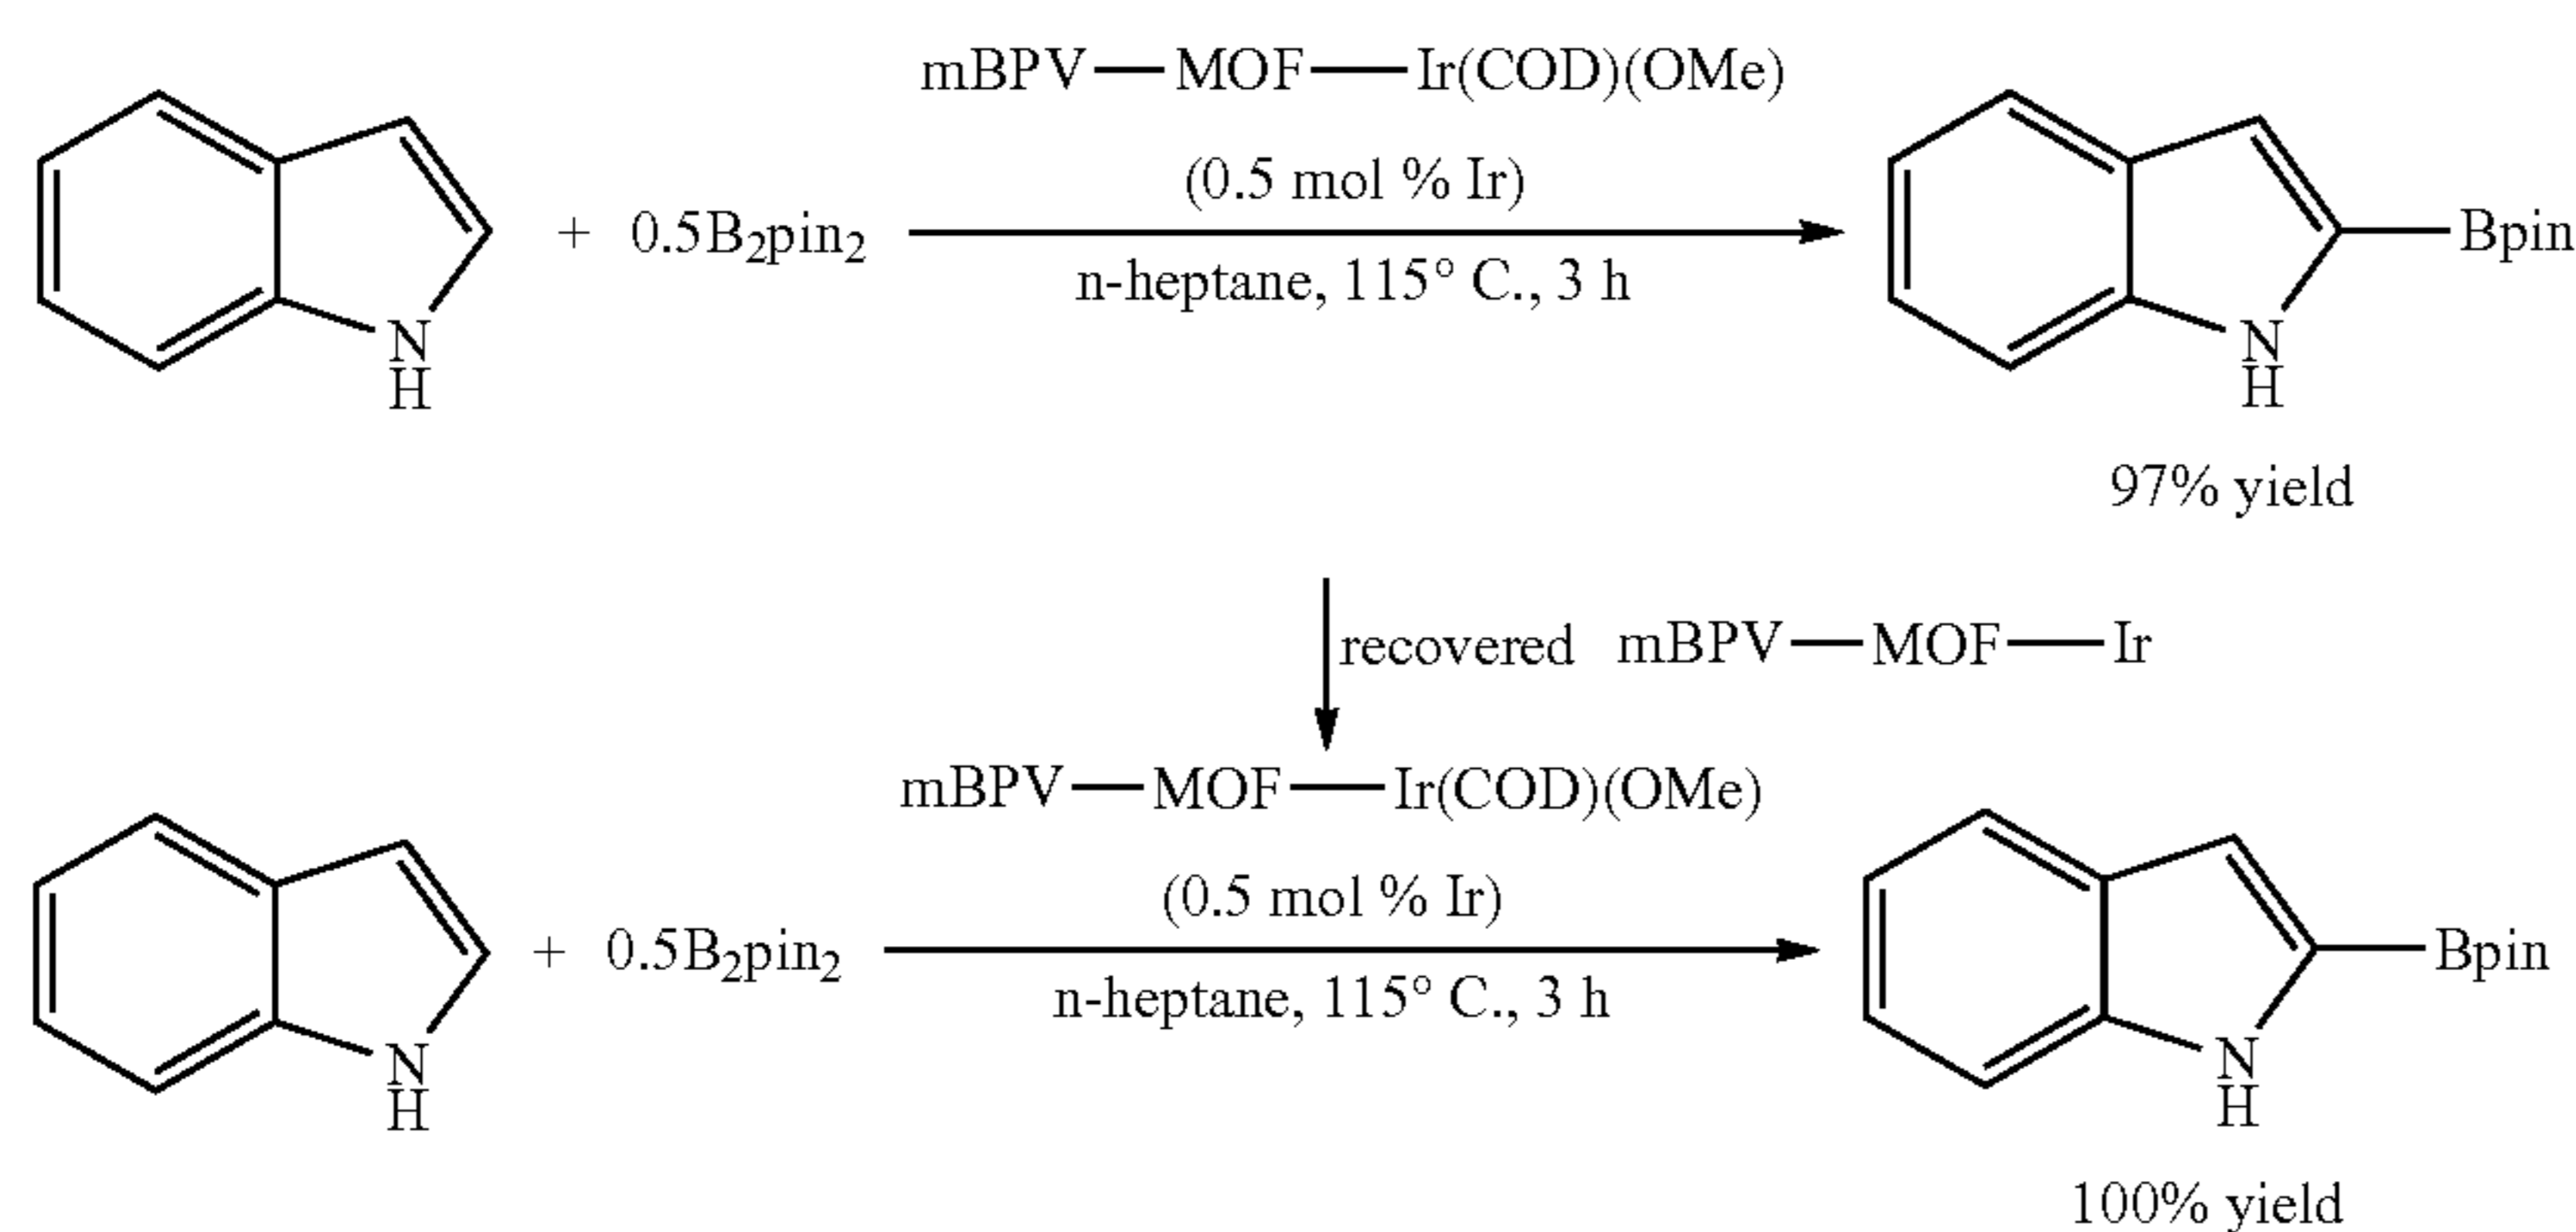 mBPV—MOF—Ir(COD)(OMe)
(0.5 mol % Ir)
+ 0.5B₂pin₂
n-heptane, 115° C., 3 h
Bpin
N
H
N
H
97% yield
recovered mBPV—MOF—Ir
mBPV—MOF—Ir(COD)(OMe)
(0.5 mol % Ir)
+ 0.5B₂pin₂
n-heptane, 115° C., 3 h
Bpin
N
H
N
H
100% yield